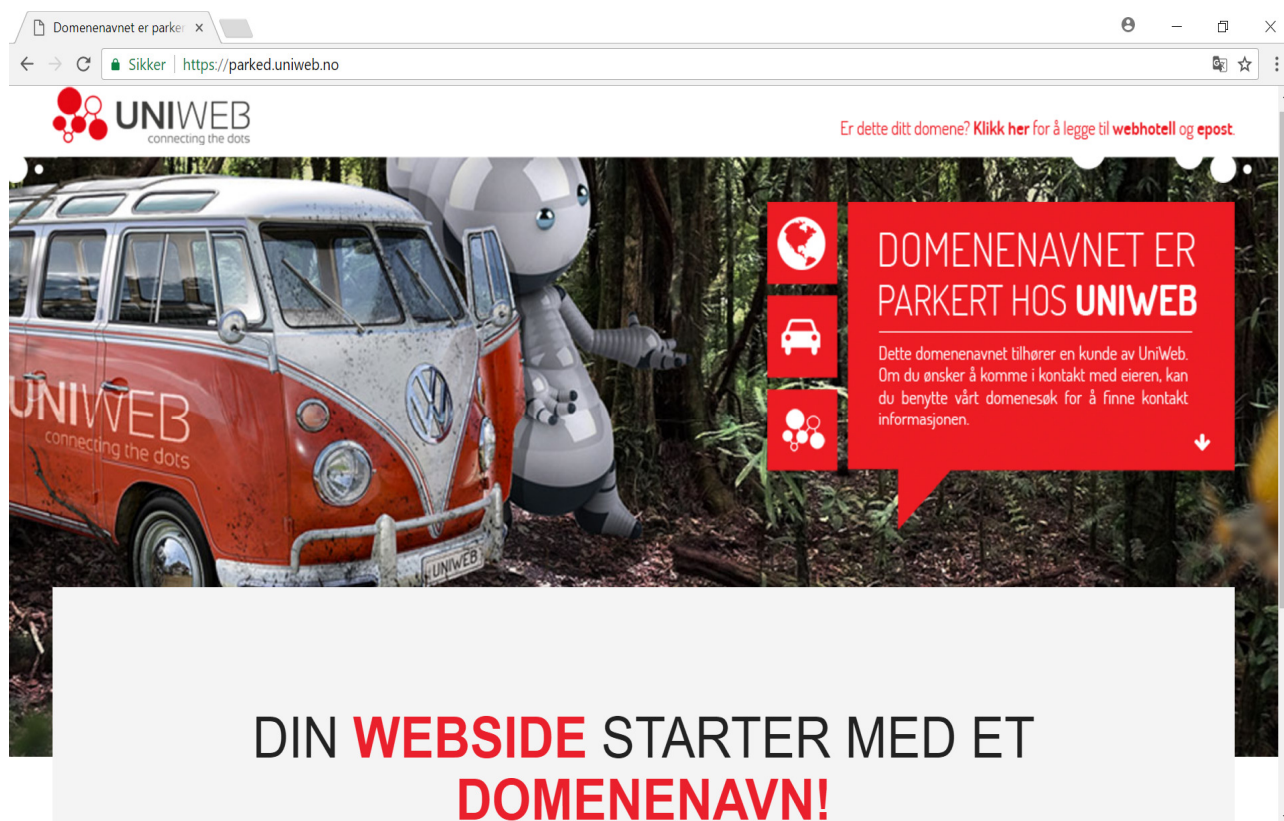 Domenenavnet er parker
Sikker https://parked.uniweb.no
UNIWEB
connecting the dots
Er dette ditt domene? Klikk her for å legge til webhotell og epost.
DOMENENAVNET ER
PARKERT HOS UNIWEB
Dette domenenavnet tilhører en kunde av UniWeb.
Om du ønsker å komme i kontakt med eieren, kan
du benytte vårt domenesøk for å finne kontakt
informasjonen.
UNIWEB
connecting the dots
UNIWEB
DIN WEBSIDE STARTER MED ET
DOMENENAVN!